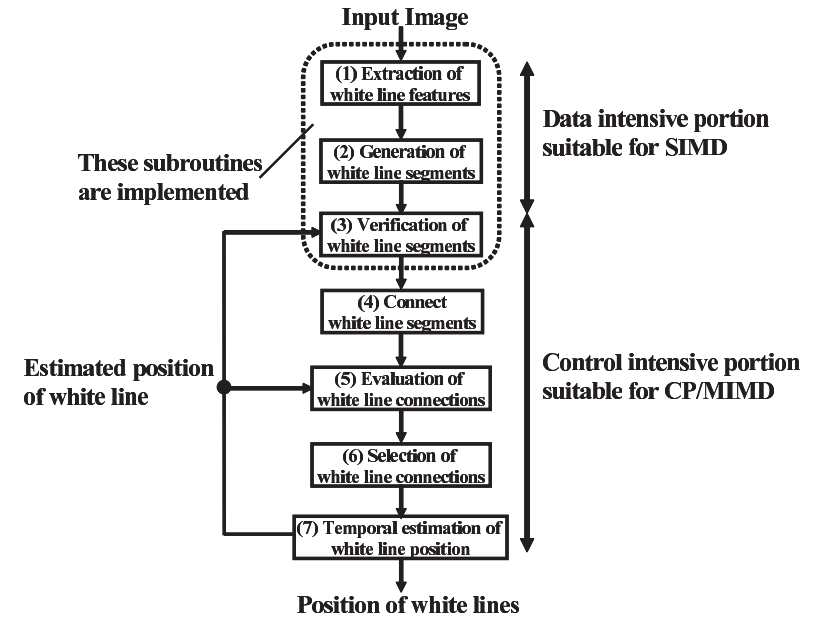 Input Image
(1) Extraction of
white line features
Data intensive portion
suitable for SIMD
(2) Generation of
white line segments
These subroutines
are implemented
(3) Verification of
white line segments
(4) Connect
white line segments
Estimated position
of white line
Control intensive portion
suitable for CP/MIMD
(5) Evaluation of
white line connections
(6) Selection of
white line connections
(7) Temporal estimation of
white line position
Position of white lines